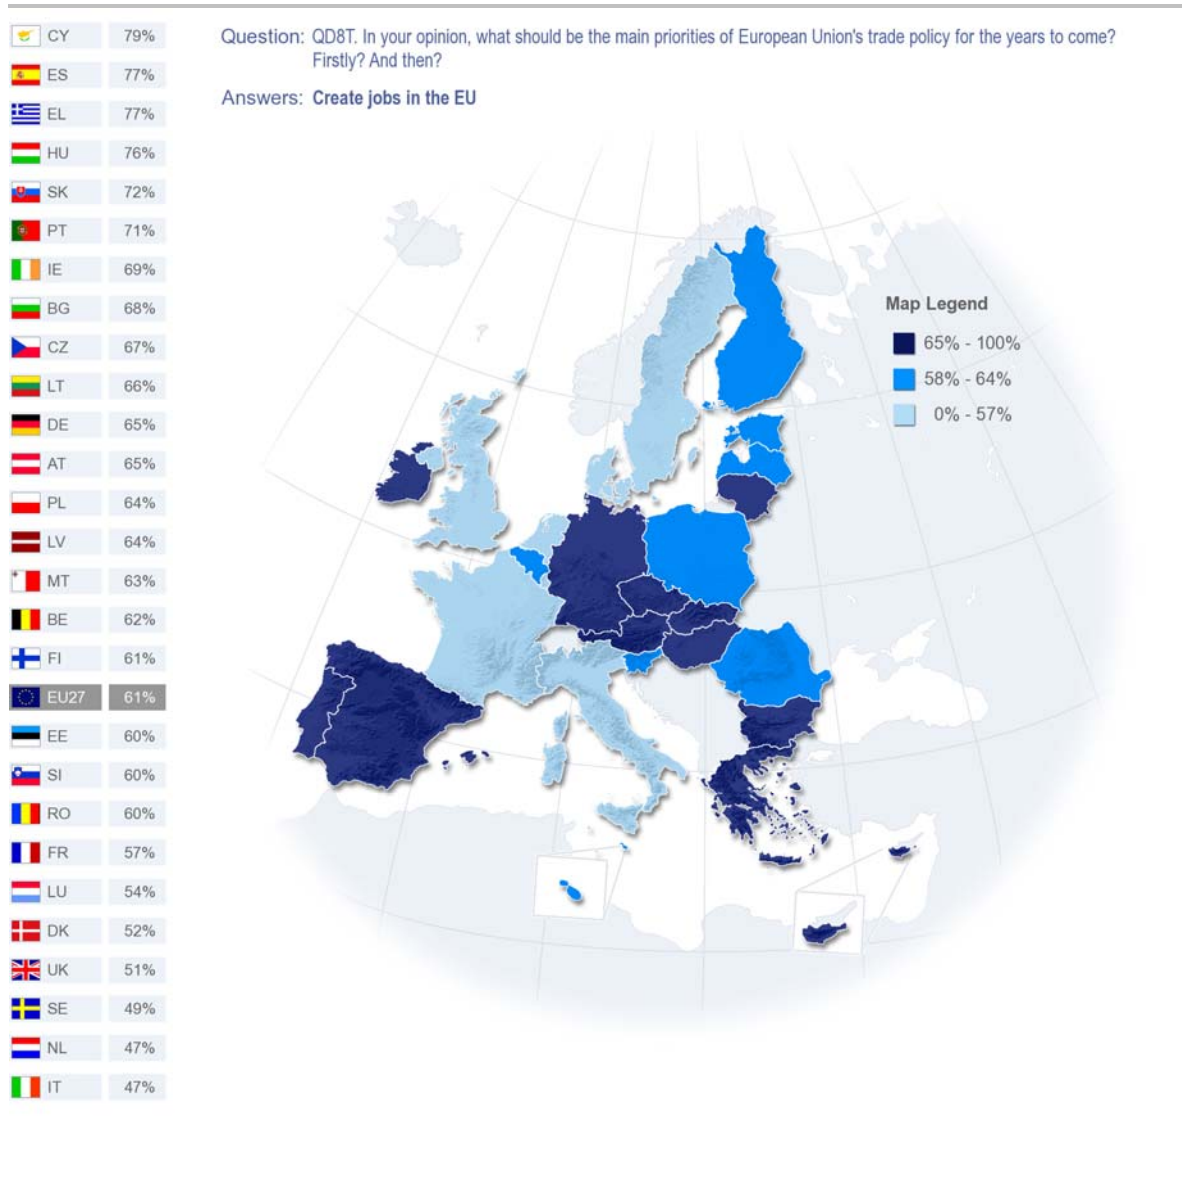 CY 79%
ES 77%
EL 77%
HU 76%
SK 72%
PT 71%
IE 69%
BG 68%
CZ 67%
LT 66%
DE 65%
AT 65%
PL 64%
LV 64%
MT 63%
BE 62%
FI 61%
EU27 61%
EE 60%
SI 60%
RO 60%
FR 57%
LU 54%
DK 52%
UK 51%
SE 49%
NL 47%
IT 47%
Question: QD8T. In your opinion, what should be the main priorities of European Union's trade policy for the years to come?
Firstly? And then?
Answers: Create jobs in the EU
Map Legend
65% - 100%
58% - 64%
0% - 57%